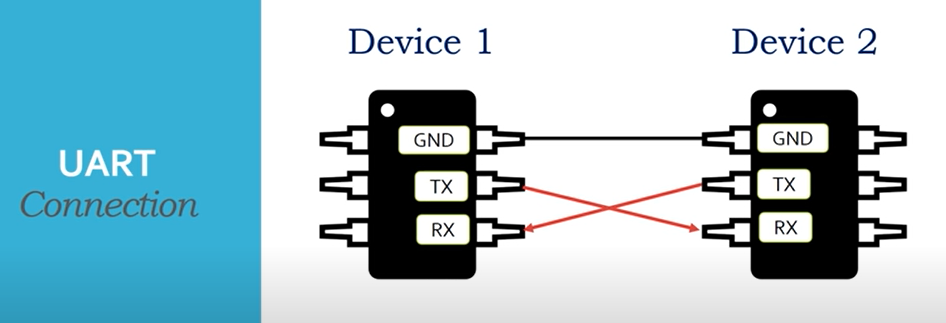 UART
Connection
Device 1
GND
TX
RX
Device 2
GND
TX
RX